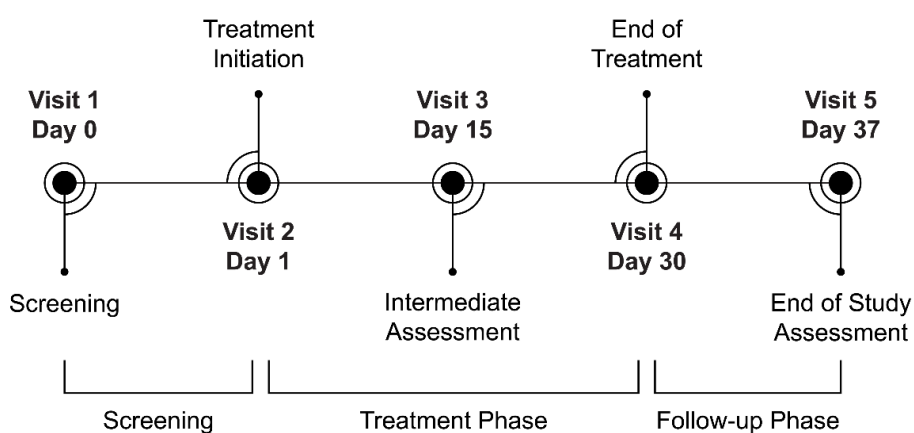 Treatment
Initiation
End of
Treatment
Visit 1
Day 0
Visit 3
Day 15
Visit 5
Day 37
Visit 2
Day 1
Visit 4
Day 30
Screening
Intermediate
Assessment
End of Study
Assessment
Screening
Treatment Phase
Follow-up Phase